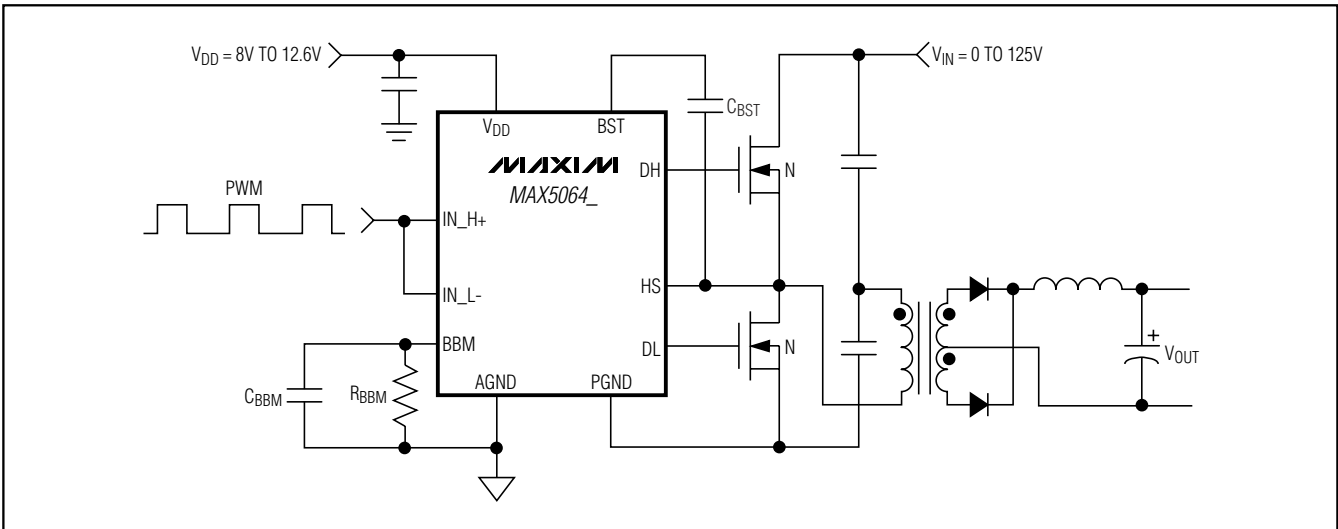 V_DD = 8V TO 12.6V
V_IN = 0 TO 125V
C_BST
V_DD
BST
MAXIM
MAX5064_
DH
N
PWM
IN_H+
IN_L-
HS
BBM
DL
N
V_OUT
+
C_BBM
R_BBM
AGND
PGND